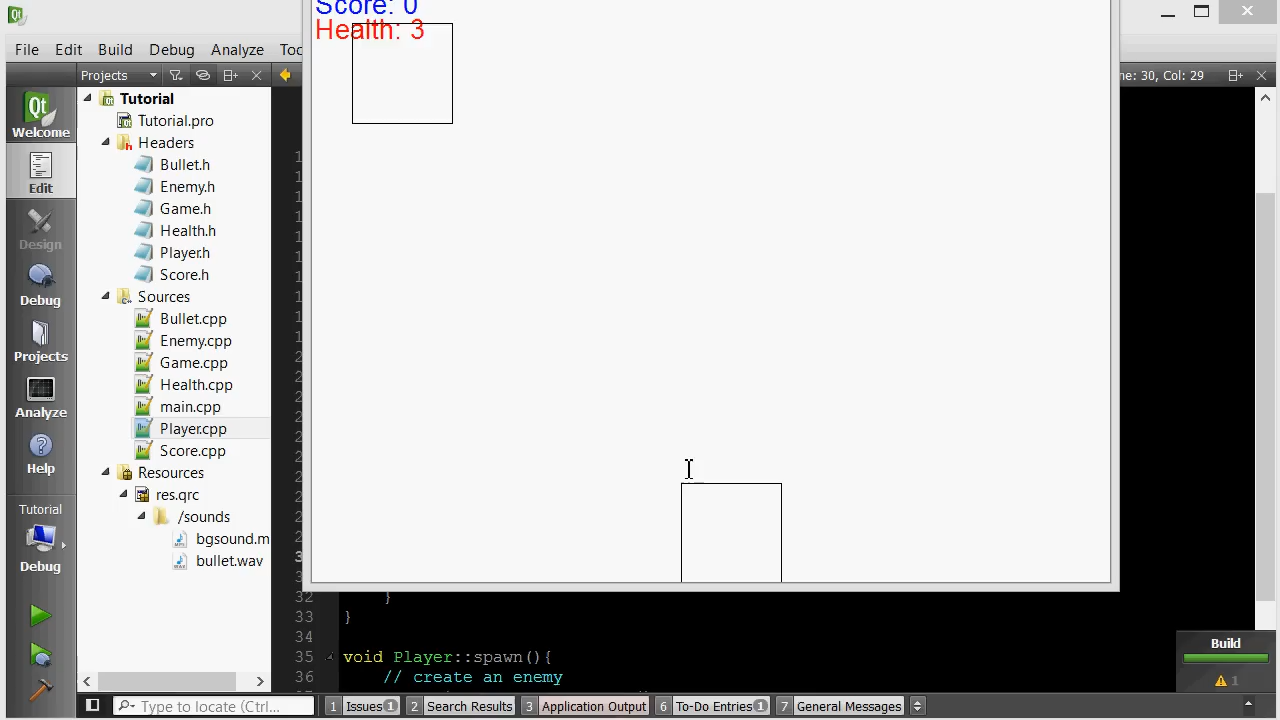 Score: 0
Health: 3
File Edit Build Debug Analyze
Projects
ne: 30, Col: 29
Welcome
Edit
Design
Debug
Projects
Analyze
Help
Tutorial
Debug
Tutorial
Tutorial.pro
Headers
Bullet.h
Enemy.h
Game.h
Health.h
Player.h
Score.h
Sources
Bullet.cpp
Enemy.cpp
Game.cpp
Health.cpp
main.cpp
Player.cpp
Score.cpp
Resources
res.qrc
/sounds
bgsound.m
bullet.wav
32 }
33 }
34
35 void Player::spawn(){
36 // create an enemy
Build
1
Type to locate (Ctrl...
1 Issues 1 2 Search Results 3 Application Output 6 To-Do Entries 1 7 General Messages